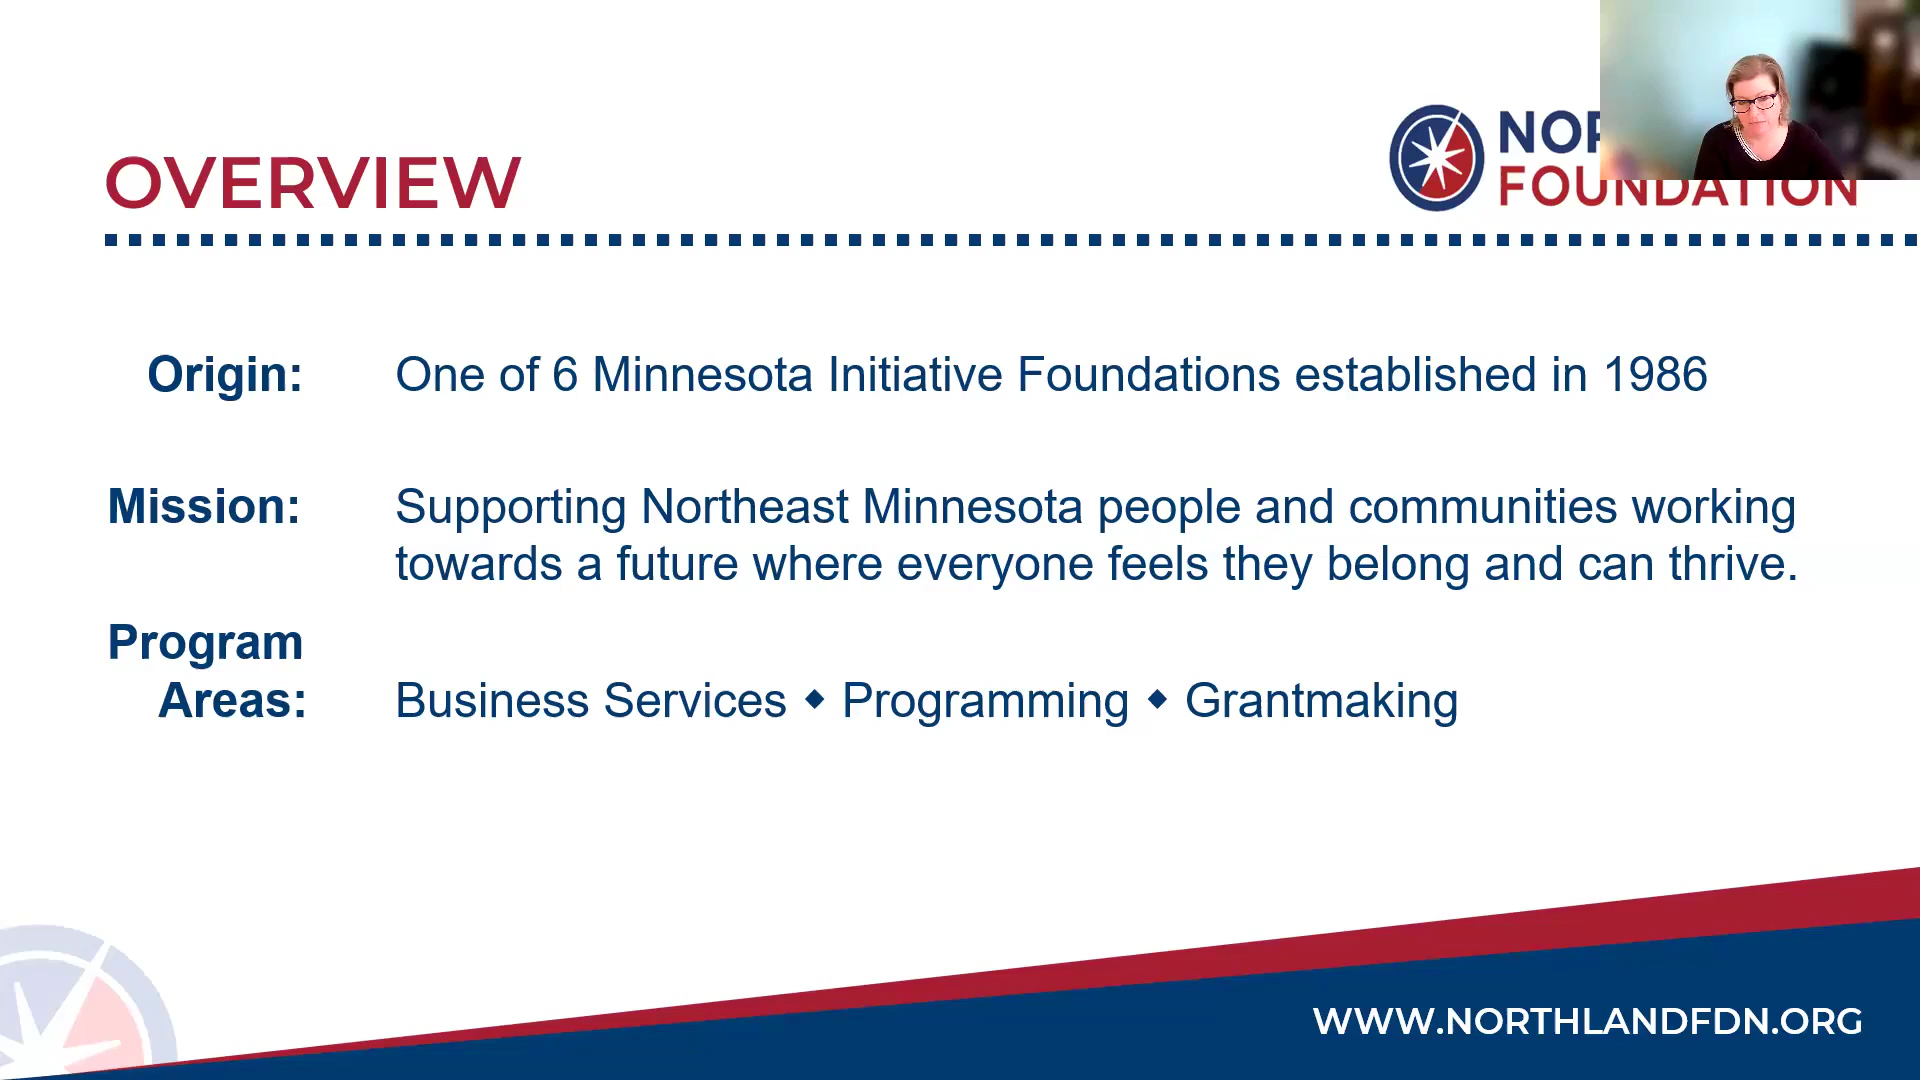 OVERVIEW
FOUNDATION
Origin: One of 6 Minnesota Initiative Foundations established in 1986
Mission: Supporting Northeast Minnesota people and communities working
towards a future where everyone feels they belong and can thrive.
Program
Areas: Business Services ◆ Programming ◆ Grantmaking
WWW.NORTHLANDFDN.ORG